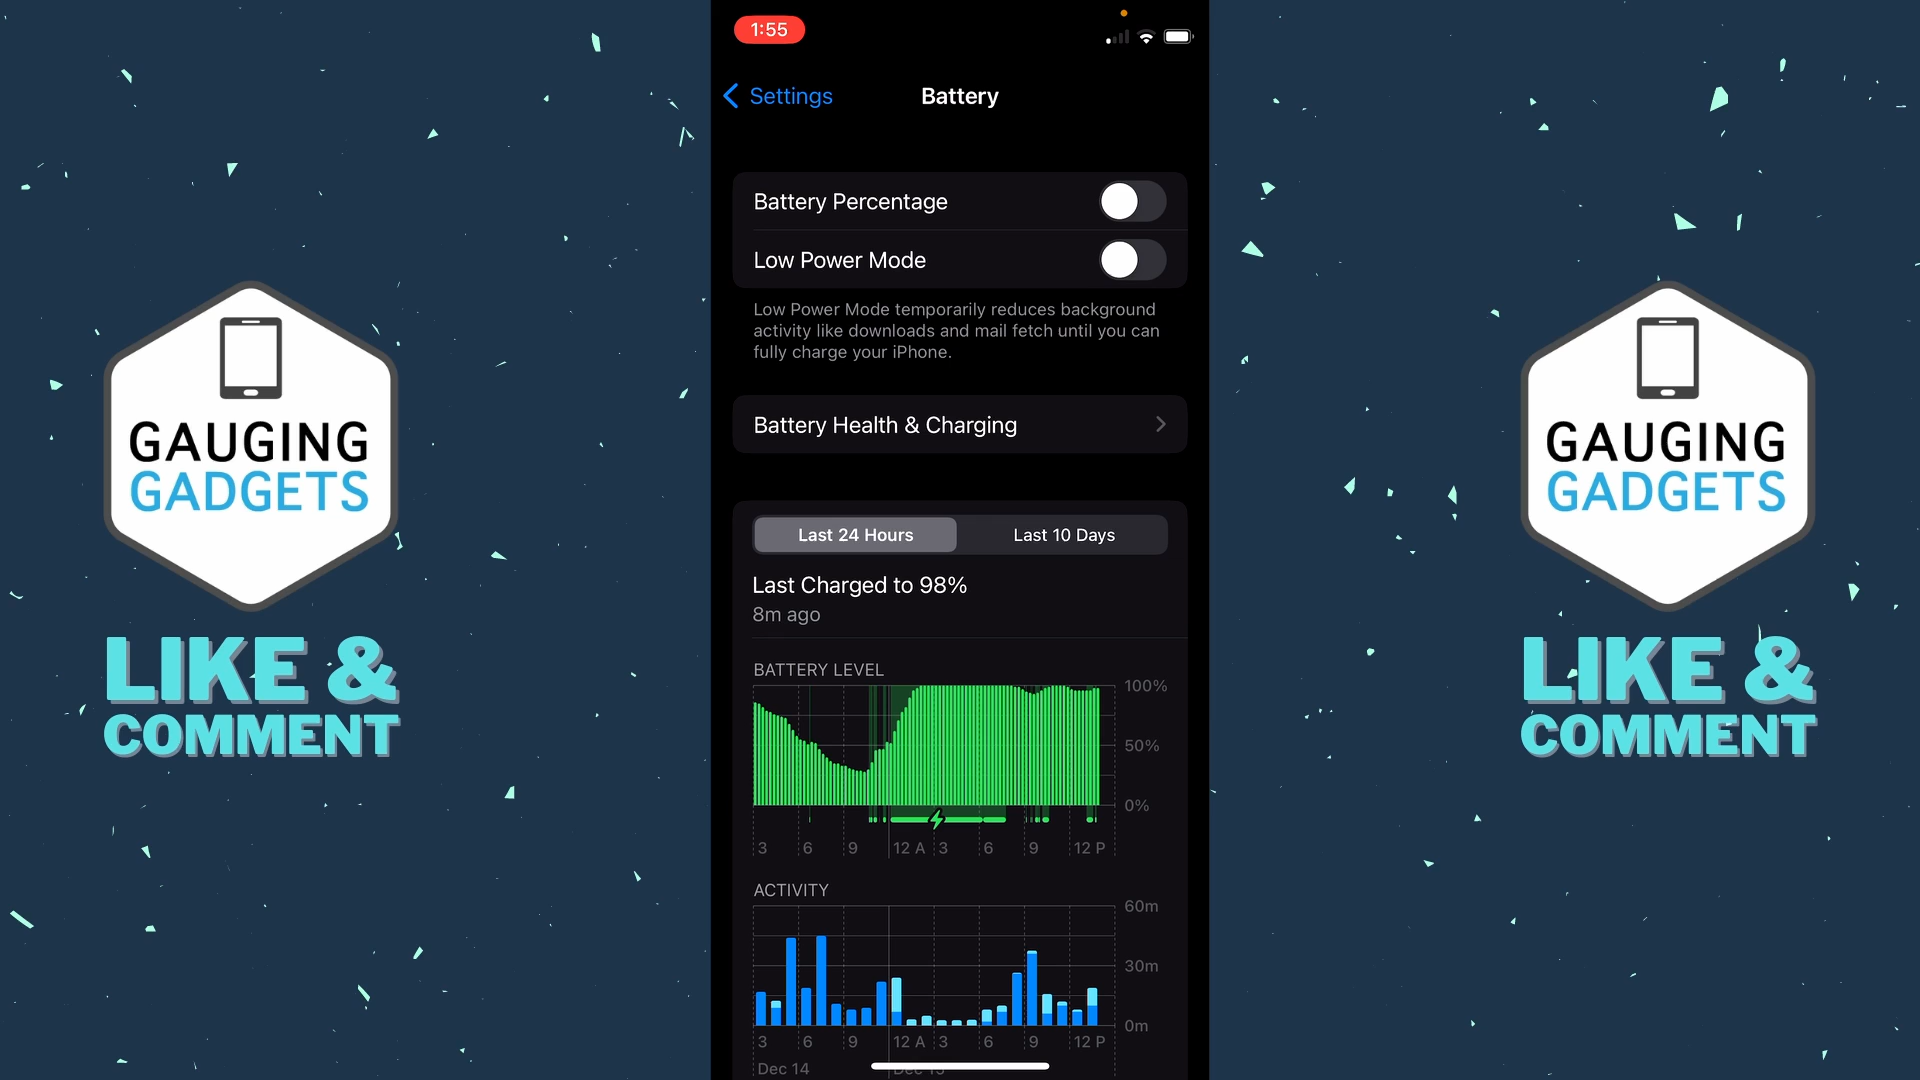 1:55
Settings
Battery
Battery Percentage
Low Power Mode
Low Power Mode temporarily reduces background
activity like downloads and mail fetch until you can
fully charge your iPhone.
Battery Health & Charging
Last 24 Hours
Last 10 Days
Last Charged to 98%
8m ago
BATTERY LEVEL
100%
50%
0%
3 6 9 12 A 3 6 9 12 P
ACTIVITY
60m
30m
0m
3 6 9 12 A 3 6 9 12 P
Dec 14
GAUGING
GADGETS
LIKE &
COMMENT
GAUGING
GADGETS
LIKE &
COMMENT